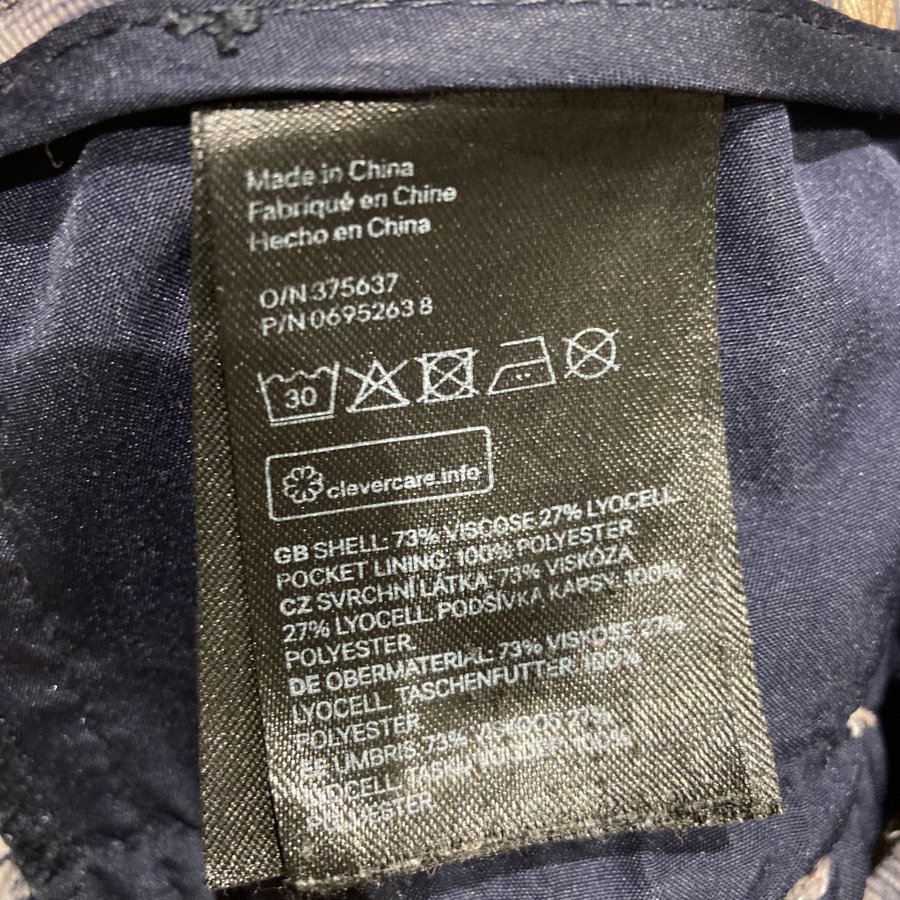 Made in China
Fabriqué en Chine
Hecho en China
O/N 375637
P/N 0695263 8
30
clevercare.info
GB SHELL: 73% VISCOSE 27% LYOCELL.
POCKET LINING: 100% POLYESTER.
CZ SVRCHNÍ LÁTKA: 73% VISKÓZA
27% LYOCELL. PODŠÍVKA KAPSY: 100%
POLYESTER.
DE OBERMATERIAL: 73% VISKOSE 27%
LYOCELL. TASCHENFUTTER: 100%
POLYESTER.
UMBRIS: 73% VISKOOS 27%
LYOCELL. 100%
POLYESTER.